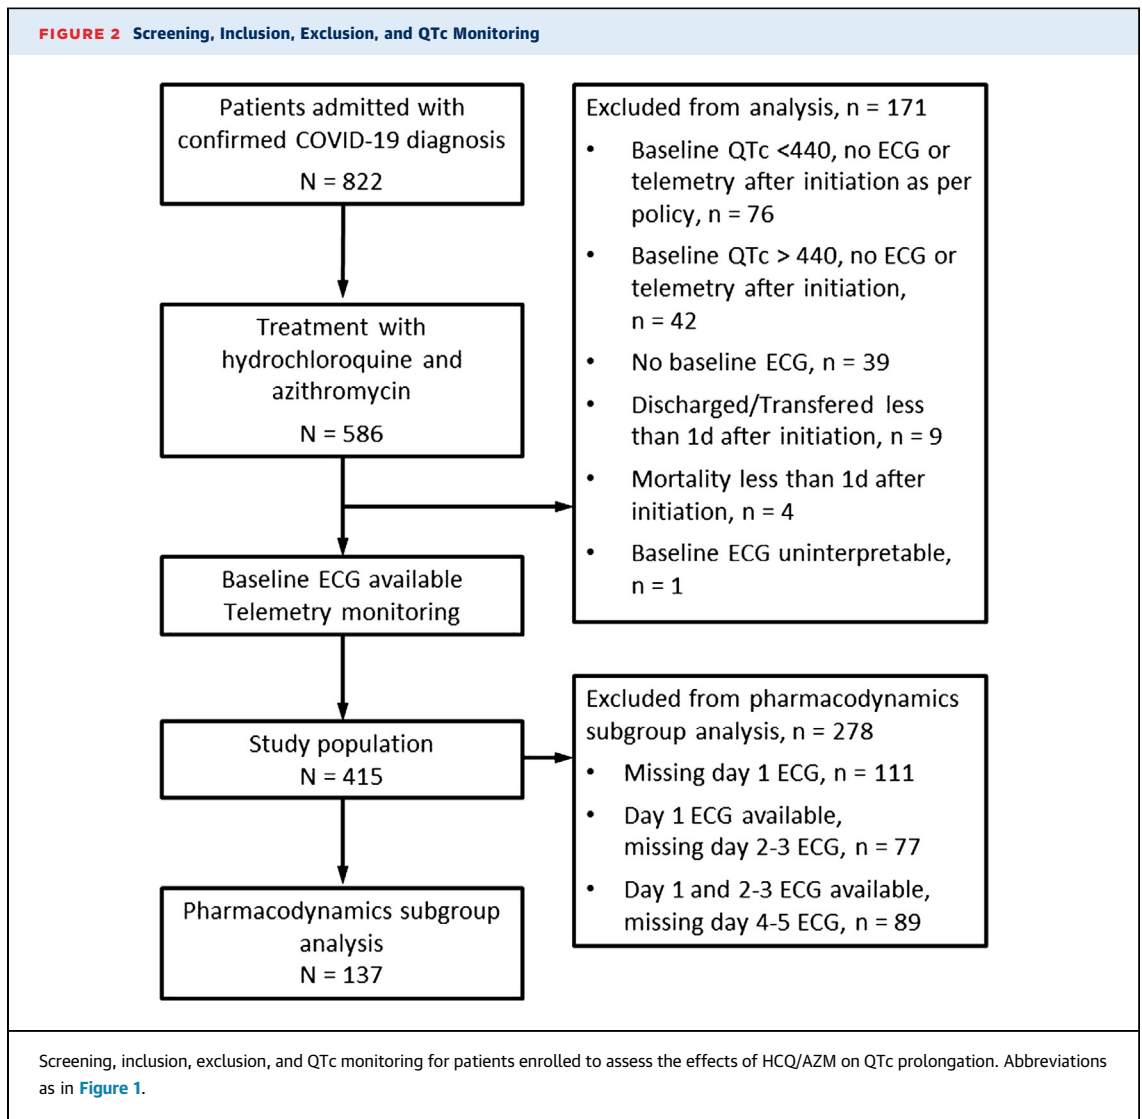 FIGURE 2 Screening, Inclusion, Exclusion, and QTc Monitoring
Patients admitted with
confirmed COVID-19 diagnosis
N = 822
Treatment with
hydrochloroquine and
azithromycin
N = 586
Excluded from analysis, n = 171
• Baseline QTc <440, no ECG or
telemetry after initiation as per
policy, n = 76
• Baseline QTc > 440, no ECG or
telemetry after initiation,
n = 42
• No baseline ECG, n = 39
• Discharged/Transfered less
than 1d after initiation, n = 9
• Mortality less than 1d after
initiation, n = 4
• Baseline ECG uninterpretable,
n = 1
Baseline ECG available
Telemetry monitoring
Study population
N = 415
Excluded from pharmacodynamics
subgroup analysis, n = 278
• Missing day 1 ECG, n = 111
• Day 1 ECG available,
missing day 2-3 ECG, n = 77
• Day 1 and 2-3 ECG available,
missing day 4-5 ECG, n = 89
Pharmacodynamics subgroup
analysis
N = 137
Screening, inclusion, exclusion, and QTc monitoring for patients enrolled to assess the effects of HCQ/AZM on QTc prolongation. Abbreviations
as in Figure 1.